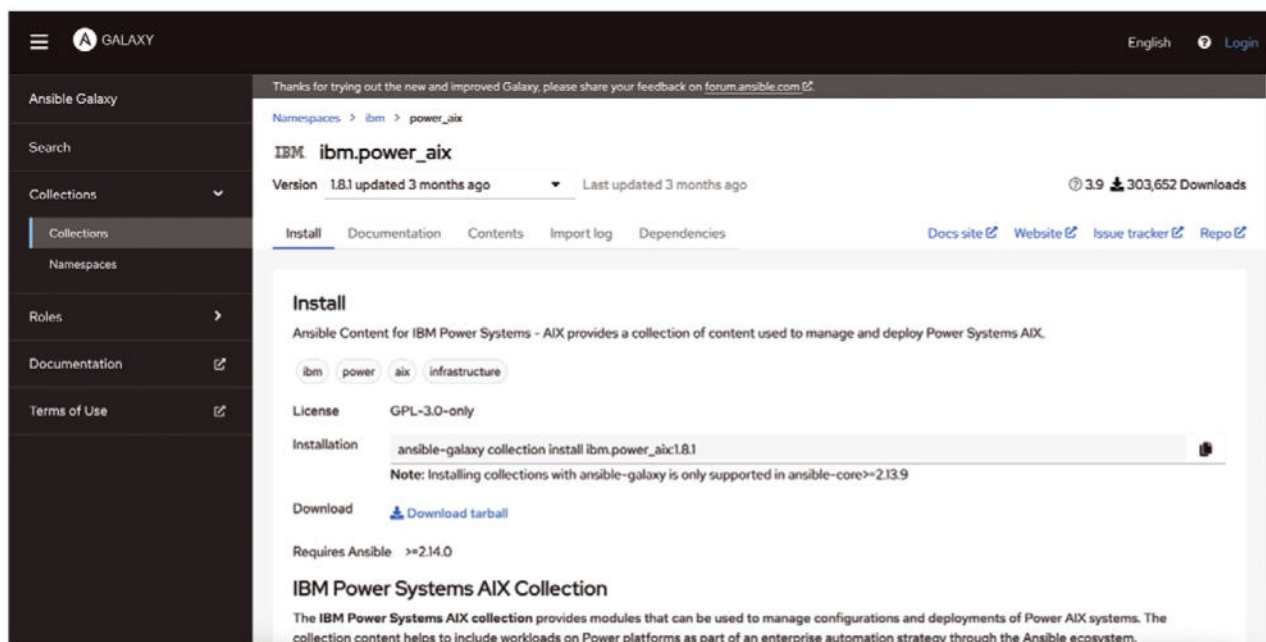 GALAXY
English
Login
Ansible Galaxy
Search
Collections
Collections
Namespaces
Roles
Documentation
Terms of Use
Thanks for trying out the new and improved Galaxy, please share your feedback on forum.ansible.com.
Namespaces > ibm > power_aix
IBM ibm.power_aix
Version 1.8.1 updated 3 months ago Last updated 3 months ago
3.9 303,652 Downloads
Install Documentation Contents Import log Dependencies
Docs site Website Issue tracker Repo
Install
Ansible Content for IBM Power Systems - AIX provides a collection of content used to manage and deploy Power Systems AIX.
ibm power aix infrastructure
License GPL-3.0-only
Installation ansible-galaxy collection install ibm.power_aix:1.8.1
Note: Installing collections with ansible-galaxy is only supported in ansible-core>=2.13.9
Download Download tarball
Requires Ansible >=2.14.0
IBM Power Systems AIX Collection
The IBM Power Systems AIX collection provides modules that can be used to manage configurations and deployments of Power AIX systems. The
collection content helps to include workloads on Power platforms as part of an enterprise automation strategy through the Ansible ecosystem.